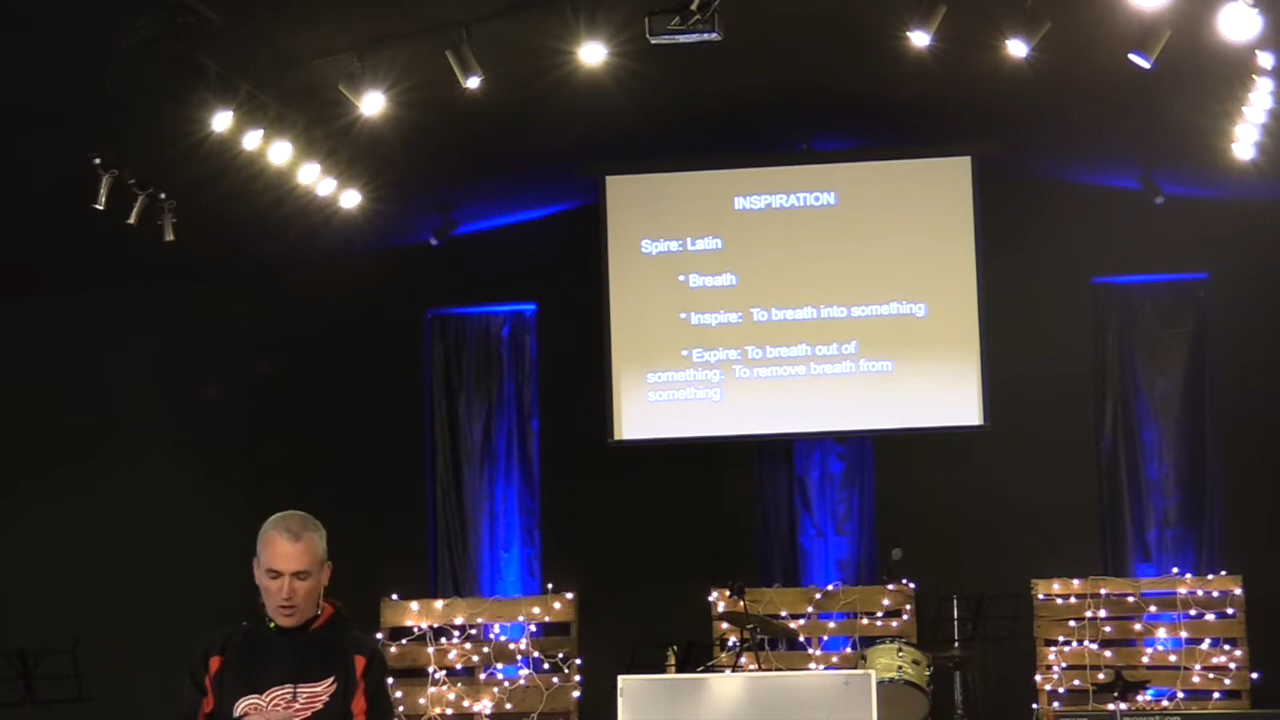 INSPIRATION
Spire: Latin
* Breath
* Inspire: To breath into something
* Expire: To breath out of
something. To remove breath from
something